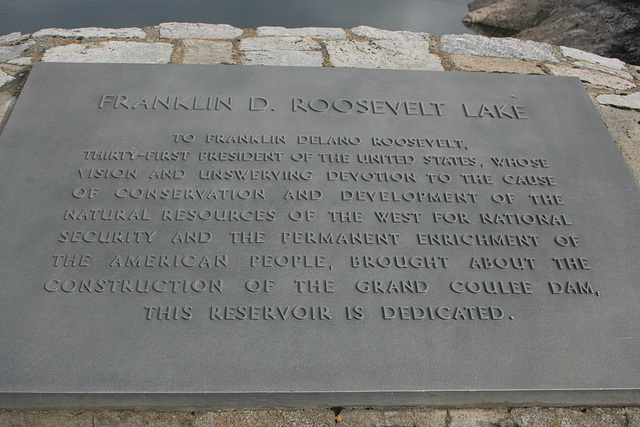 FRANKLIN D. ROOSEVELT LAKE
TO FRANKLIN DELANO ROOSEVELT,
THIRTY-FIRST PRESIDENT OF THE UNITED STATES, WHOSE
VISION AND UNSWERVING DEVOTION TO THE CAUSE
OF CONSERVATION AND DEVELOPMENT OF THE
NATURAL RESOURCES OF THE WEST FOR NATIONAL
SECURITY AND THE PERMANENT ENRICHMENT OF
THE AMERICAN PEOPLE, BROUGHT ABOUT THE
CONSTRUCTION OF THE GRAND COULEE DAM,
THIS RESERVOIR IS DEDICATED.